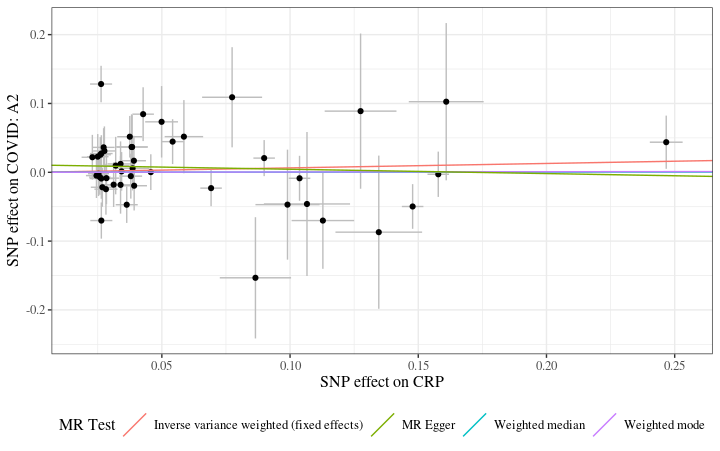 SNP effect on COVID: A2
0.2
0.1
0.0
-0.1
-0.2
0.05
0.10
0.15
0.20
0.25
SNP effect on CRP
MR Test
Inverse variance weighted (fixed effects)
MR Egger
Weighted median
Weighted mode